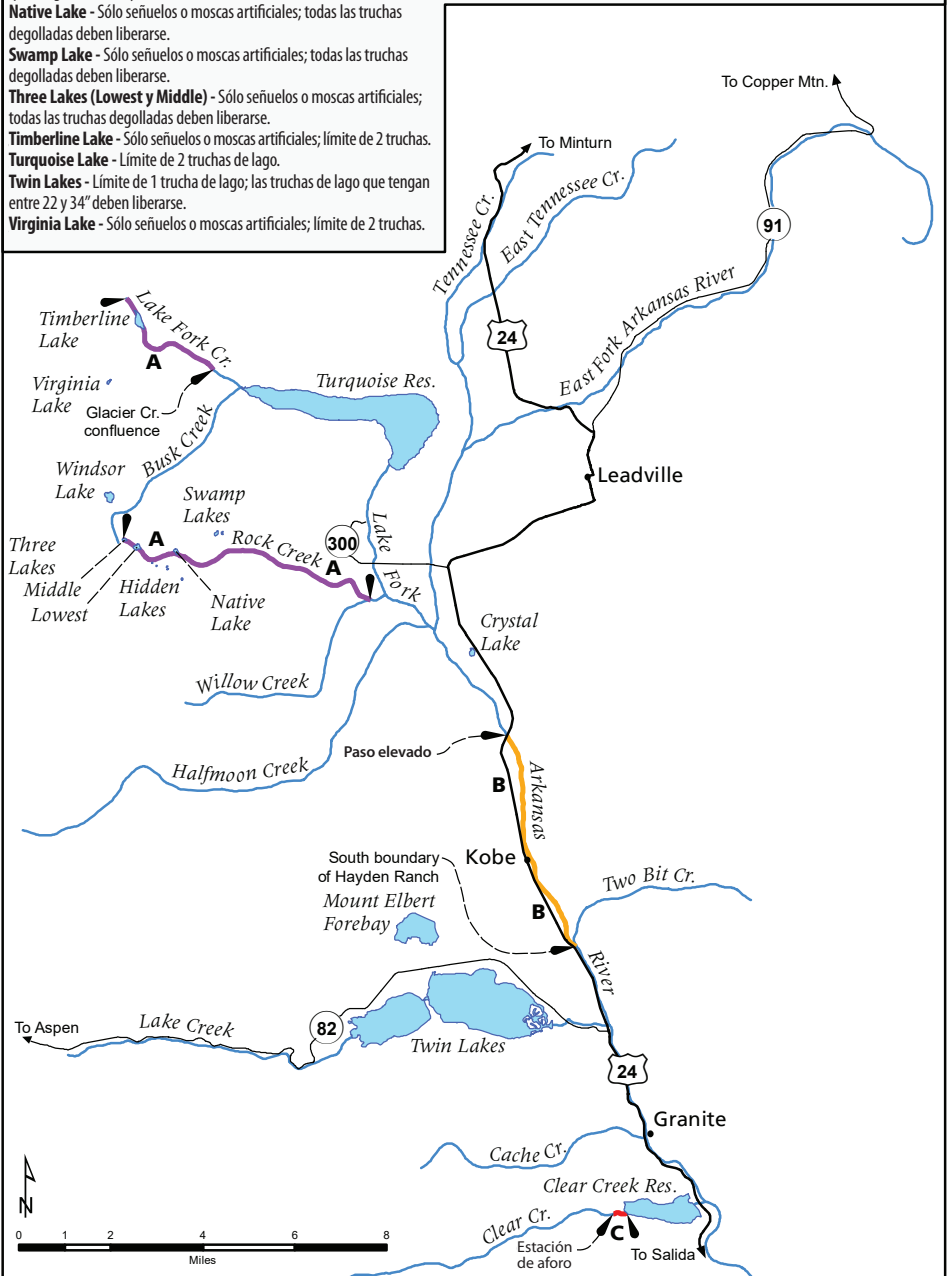 Native Lake - Sólo señuelos o moscas artificiales; todas las truchas
degolladas deben liberarse.
Swamp Lake - Sólo señuelos o moscas artificiales; todas las truchas
degolladas deben liberarse.
Three Lakes (Lowest y Middle) - Sólo señuelos o moscas artificiales;
todas las truchas degolladas deben liberarse.
Timberline Lake - Sólo señuelos o moscas artificiales; límite de 2 truchas.
Turquoise Lake - Límite de 2 truchas de lago.
Twin Lakes - Límite de 1 trucha de lago; las truchas de lago que tengan
entre 22 y 34” deben liberarse.
Virginia Lake - Sólo señuelos o moscas artificiales; límite de 2 truchas.
To Copper Mtn.
To Minturn
Tennessee Cr.
East Tennessee Cr.
91
24
East Fork Arkansas River
Timberline
Lake
Lake Fork Cr.
A
Virginia
Lake
Glacier Cr.
confluence
Turquoise Res.
Busk Creek
Leadville
Windsor
Lake
Swamp
Lakes
Three
Lakes
Middle
Lowest
A
Hidden
Lakes
Native
Lake
Rock Creek
A
300
Lake
Fork
Crystal
Lake
Willow Creek
Halfmoon Creek
Paso elevado
B
Arkansas
Kobe
South boundary
of Hayden Ranch
Mount Elbert
Forebay
B
Two Bit Cr.
River
To Aspen
Lake Creek
82
Twin Lakes
24
Granite
Cache Cr.
Clear Creek Res.
Clear Cr.
C
Estación
de aforo
To Salida
N
0 1 2 4 6 8
Miles